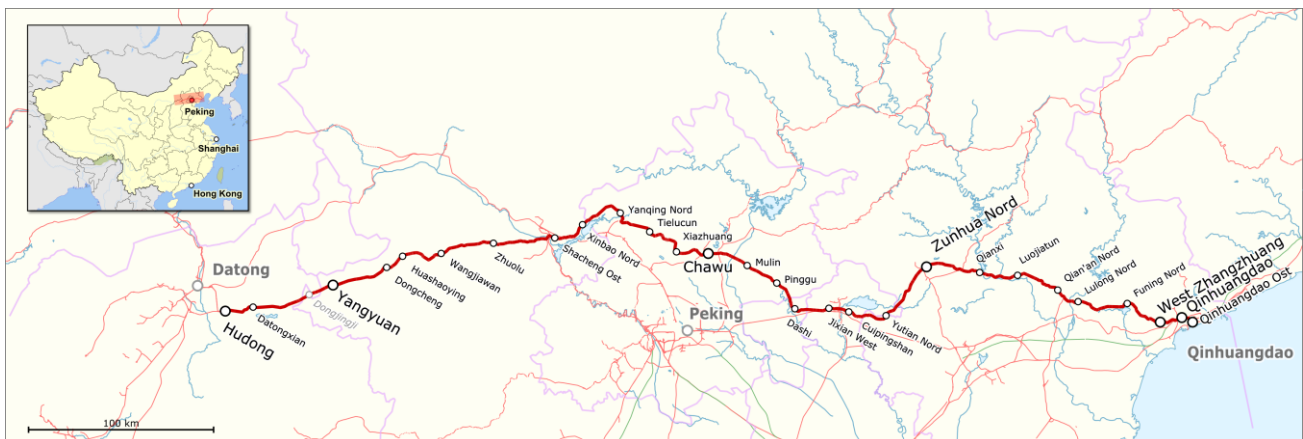 Peking
Shanghai
Hong Kong
Datong
Hudong
Datongxian
Dongjingji
Yangyuan
Dongcheng
Huashaoying
Wangjiawan
Zhuolu
Shacheng Ost
Xinbao Nord
Yanqing Nord
Tielucun
Xiazhuang
Chawu
Mulin
Pinggu
Peking
Dashi
Jixian West
Cuipingshan
Yutian Nord
Zunhua Nord
Qianxi
Luojiatun
Qian'an Nord
Lulong Nord
Funing Nord
West Zhangzhuang
Qinhuangdao
Qinhuangdao Ost
Qinhuangdao
100 km